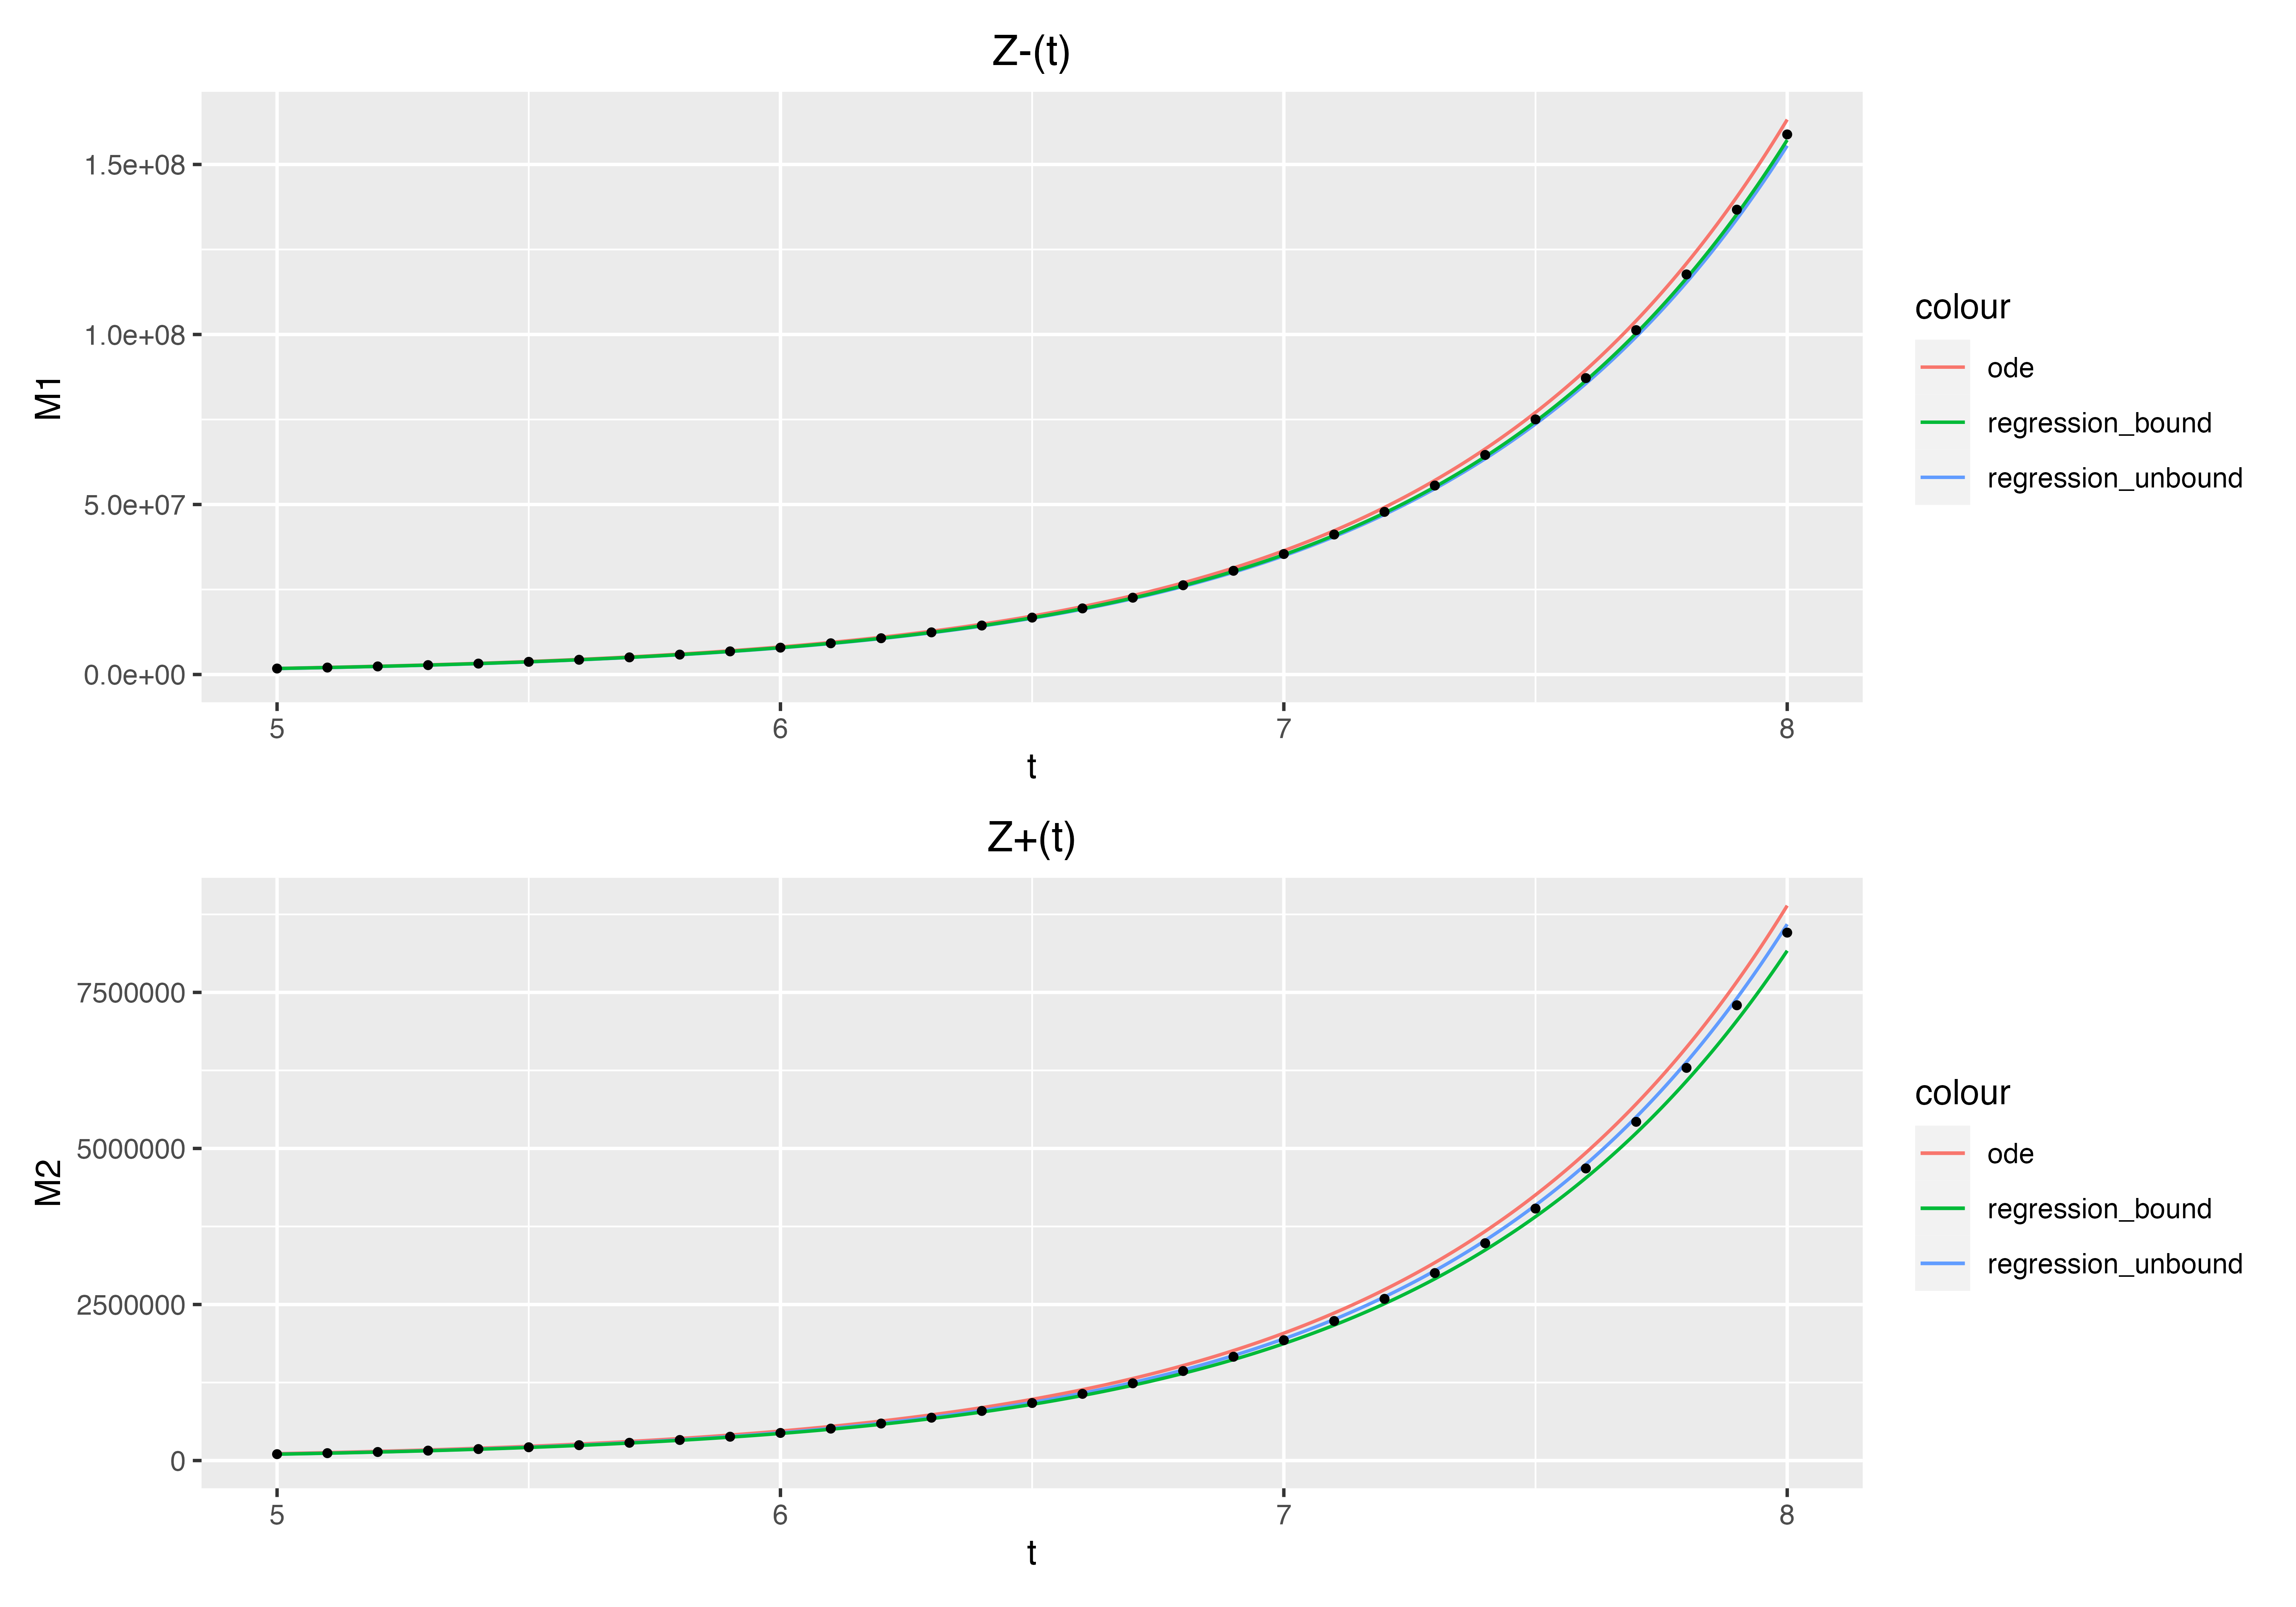 Z-(t)
M1
1.5e+08
1.0e+08
5.0e+07
0.0e+00
5 6 7 8
t
colour
ode
regression_bound
regression_unbound
Z+(t)
M2
7500000
5000000
2500000
0
5 6 7 8
t
colour
ode
regression_bound
regression_unbound